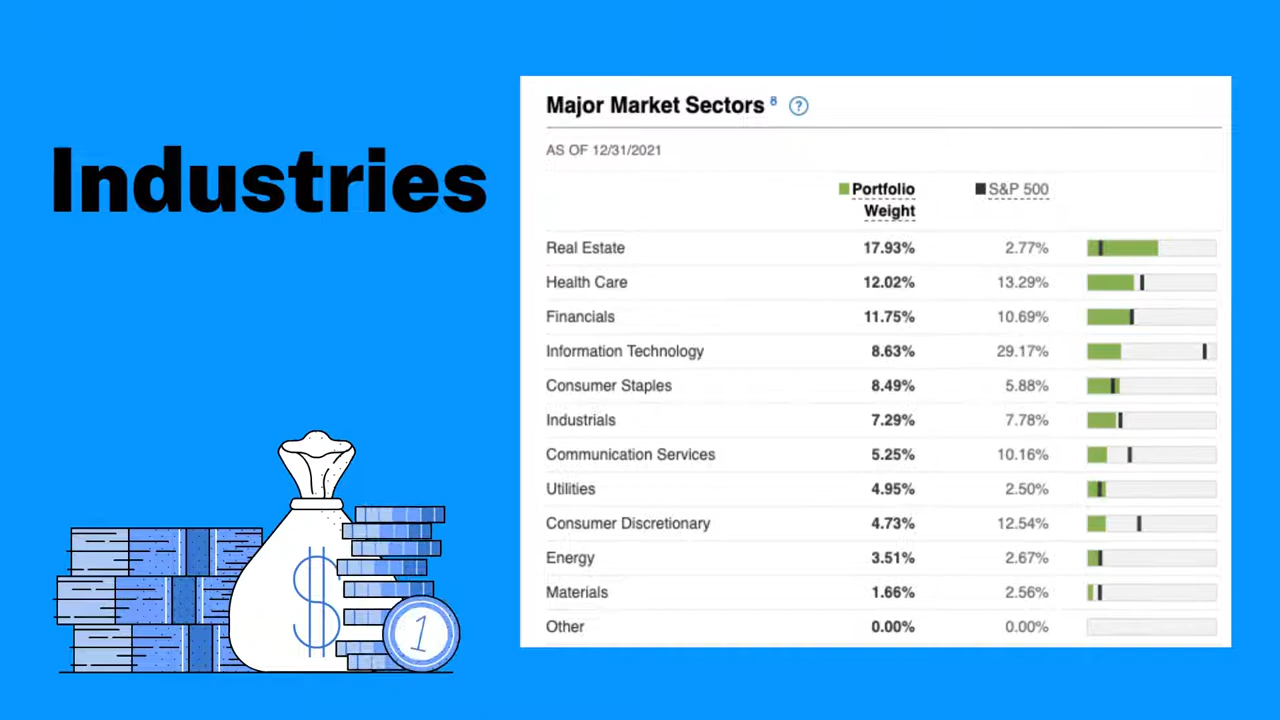 Industries
Major Market Sectors 8 ?
AS OF 12/31/2021
Portfolio Weight S&P 500
Real Estate 17.93% 2.77%
Health Care 12.02% 13.29%
Financials 11.75% 10.69%
Information Technology 8.63% 29.17%
Consumer Staples 8.49% 5.88%
Industrials 7.29% 7.78%
Communication Services 5.25% 10.16%
Utilities 4.95% 2.50%
Consumer Discretionary 4.73% 12.54%
Energy 3.51% 2.67%
Materials 1.66% 2.56%
Other 0.00% 0.00%
$
1